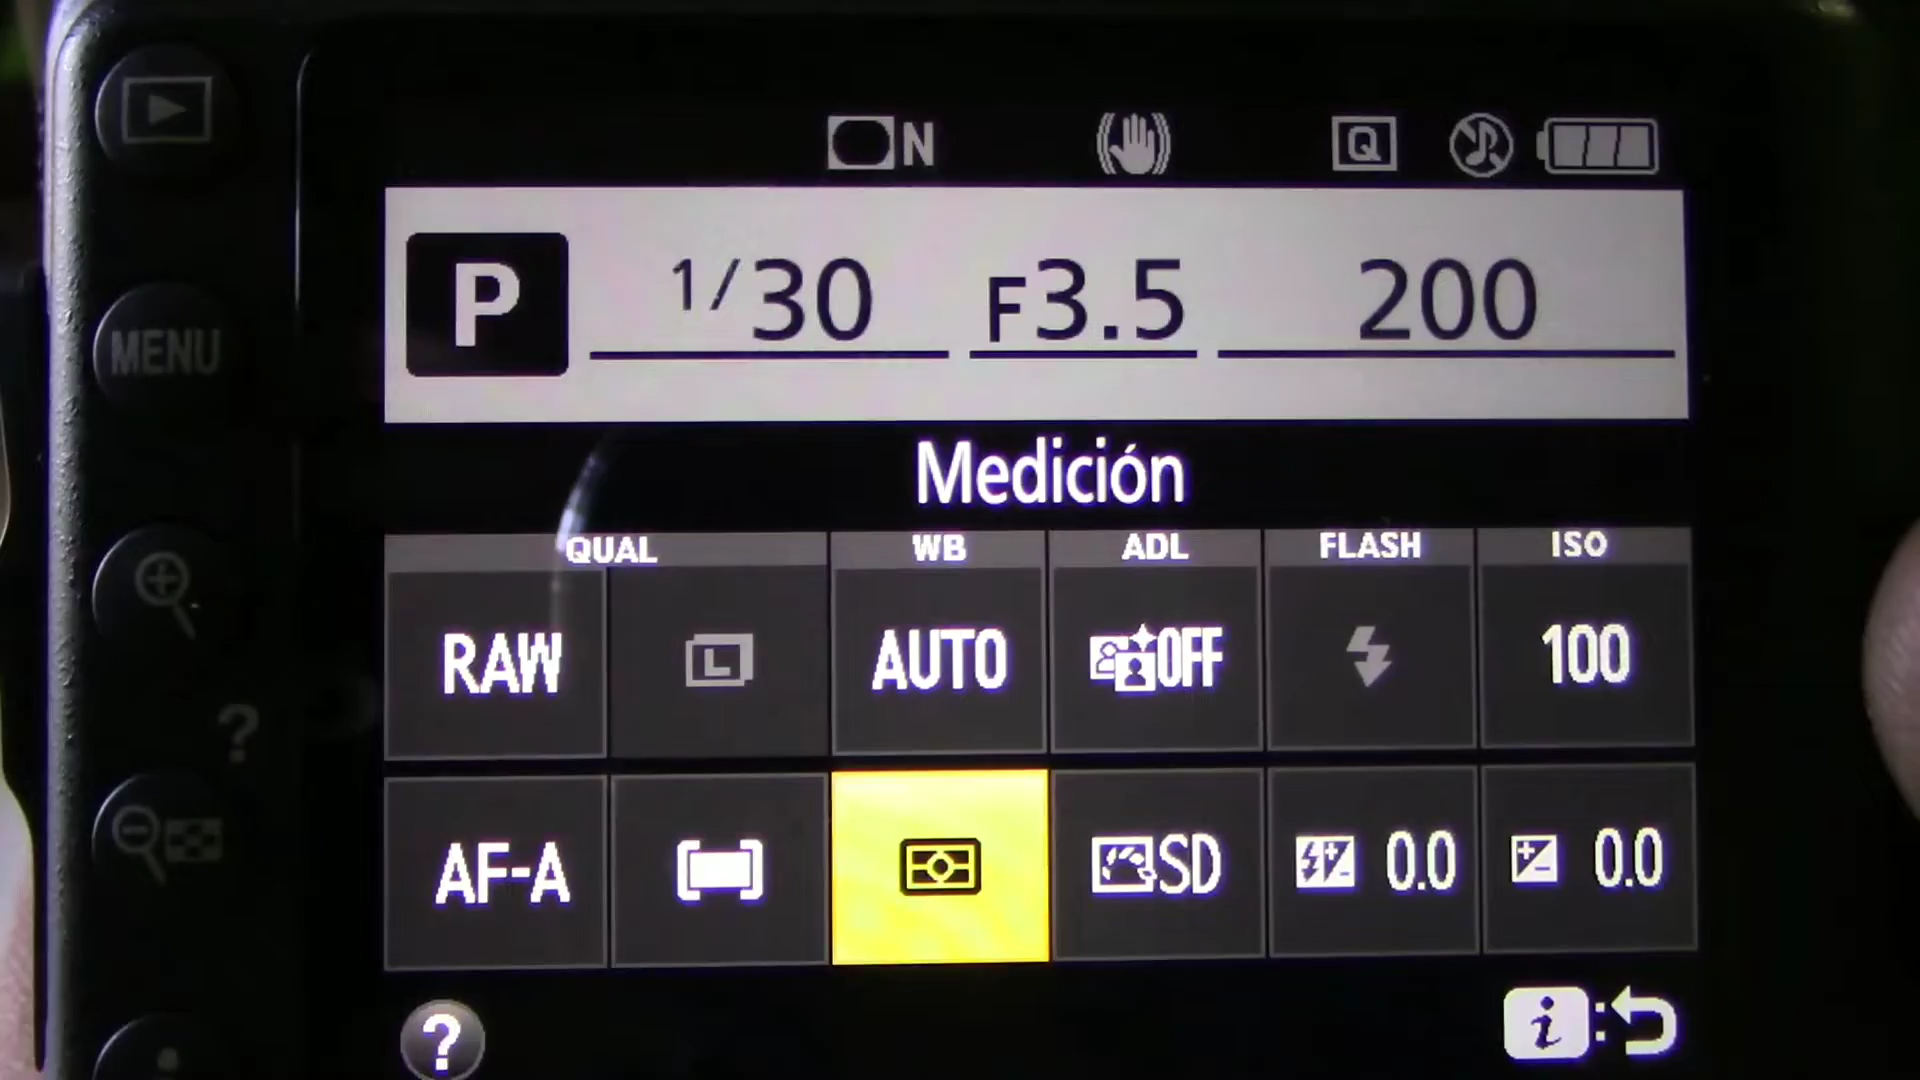 N Q
MENU
P 1/30 F3.5 200
Medición
QUAL WB ADL FLASH ISO
RAW L AUTO OFF 100
?
AF-A SD 0.0 0.0
? i: